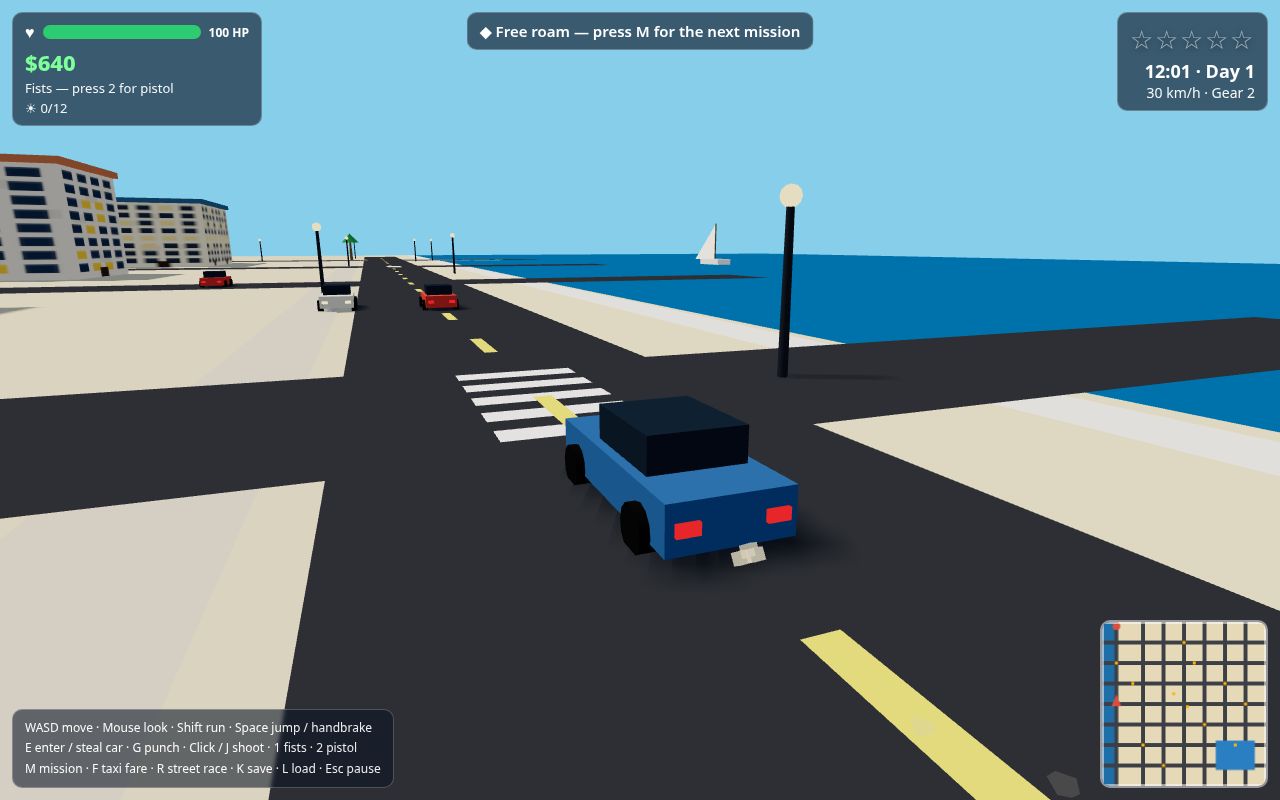 ♥ 100 HP
$640
Fists — press 2 for pistol
☀ 0/12
◆ Free roam — press M for the next mission
☆☆☆☆☆
12:01 · Day 1
30 km/h · Gear 2
WASD move · Mouse look · Shift run · Space jump / handbrake
E enter / steal car · G punch · Click / J shoot · 1 fists · 2 pistol
M mission · F taxi fare · R street race · K save · L load · Esc pause